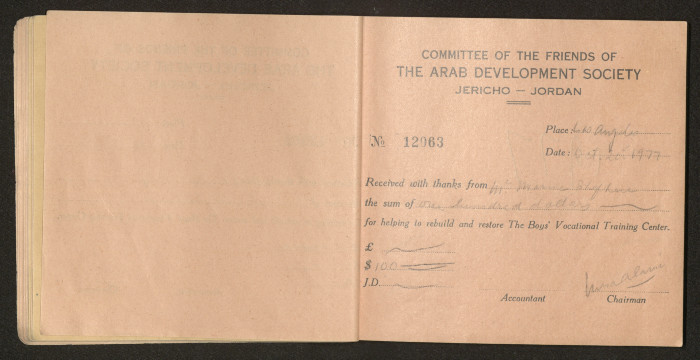 COMMITTEE OF THE FRIENDS OF
THE ARAB DEVELOPMENT SOCIETY
JERICHO — JORDAN
№ 12963
Place: Los Angeles
Date: 1977
Received with thanks from
the sum of one hundred dollars
for helping to rebuild and restore The Boys' Vocational Training Center.
£
$ 100
J.D.
Accountant Chairman